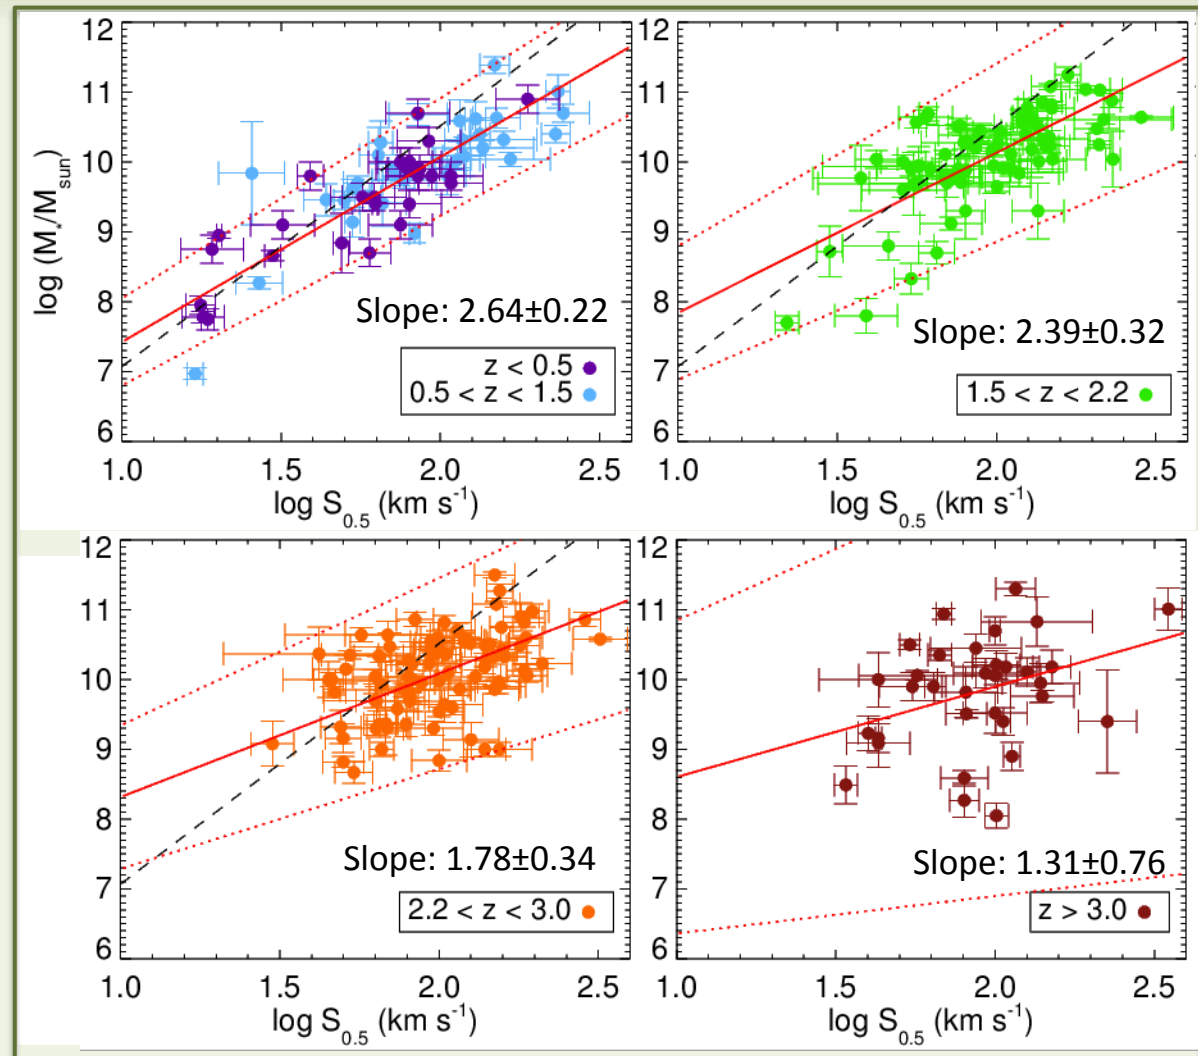 12
11
10
9
8
7
6
log (M⋆/Msun)
Slope: 2.64±0.22
z < 0.5
0.5 < z < 1.5
1.0 1.5 2.0 2.5
log S0.5 (km s-1)
12
11
10
9
8
7
6
Slope: 2.39±0.32
1.5 < z < 2.2
1.0 1.5 2.0 2.5
log S0.5 (km s-1)
12
11
10
9
8
7
6
Slope: 1.78±0.34
2.2 < z < 3.0
1.0 1.5 2.0 2.5
log S0.5 (km s-1)
12
11
10
9
8
7
6
Slope: 1.31±0.76
z > 3.0
1.0 1.5 2.0 2.5
log S0.5 (km s-1)